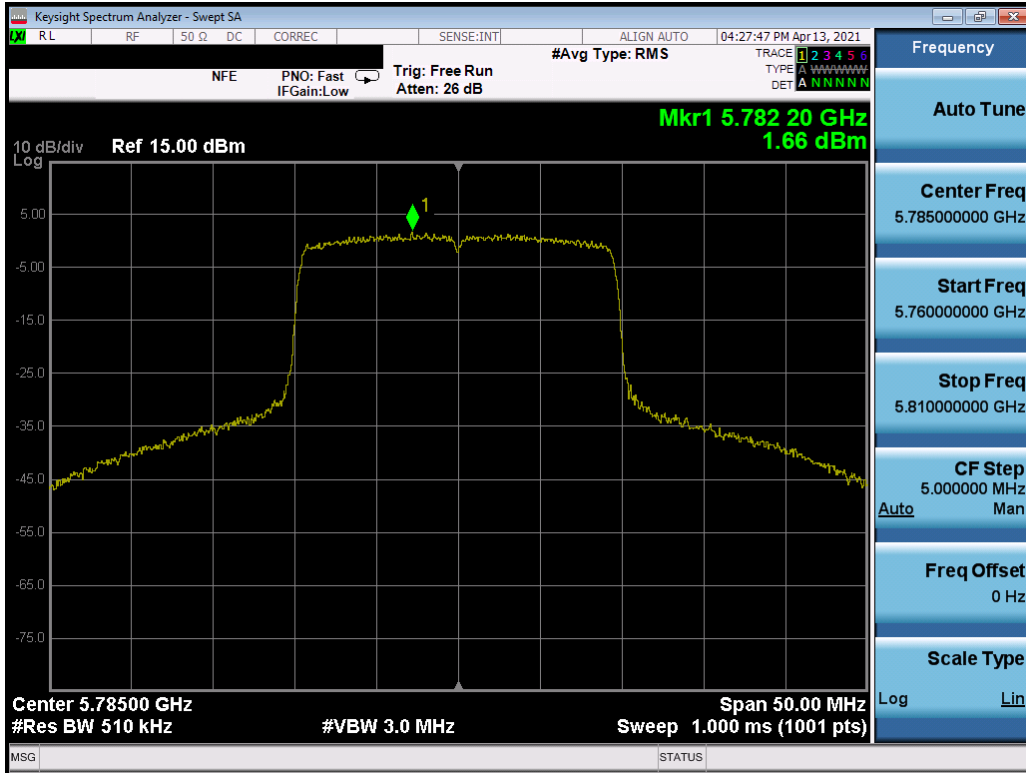 Keysight Spectrum Analyzer - Swept SA
LXI RL RF 50 Ω DC CORREC SENSE:INT ALIGN AUTO 04:27:47 PM Apr 13, 2021
NFE PNO: Fast Trig: Free Run #Avg Type: RMS TRACE 1 2 3 4 5 6
IFGain:Low Atten: 26 dB TYPE A WWWWW
DET A N N N N N
Mkr1 5.782 20 GHz
1.66 dBm
10 dB/div Ref 15.00 dBm
Log
1
5.00
-5.00
-15.0
-25.0
-35.0
-45.0
-55.0
-65.0
-75.0
Center 5.78500 GHz Span 50.00 MHz
#Res BW 510 kHz #VBW 3.0 MHz Sweep 1.000 ms (1001 pts)
MSG STATUS
Frequency
Auto Tune
Center Freq
5.785000000 GHz
Start Freq
5.760000000 GHz
Stop Freq
5.810000000 GHz
CF Step
5.000000 MHz
Auto Man
Freq Offset
0 Hz
Scale Type
Log Lin